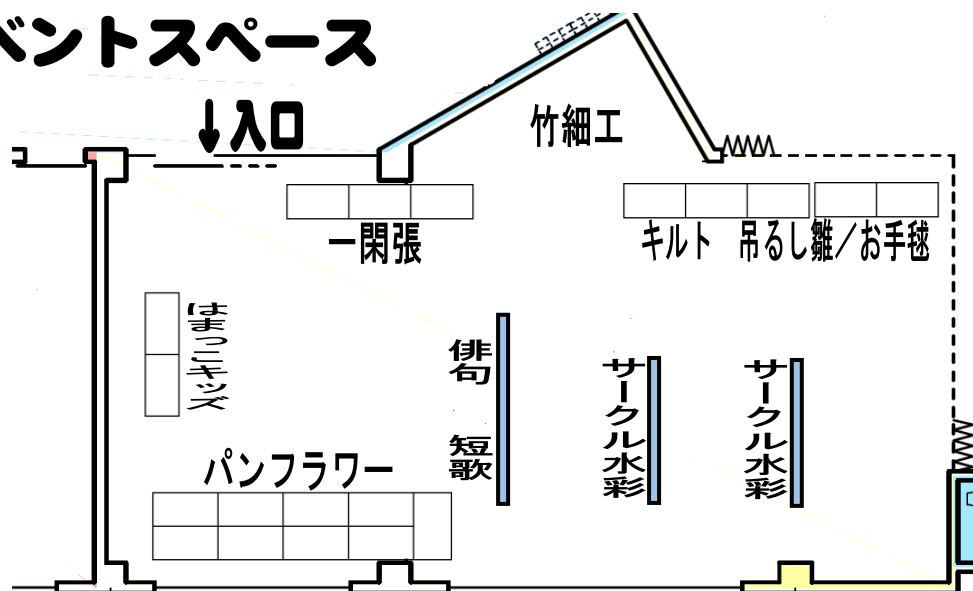 ベントスペース
↓入口
竹細工
一閑張
キルト　吊るし雛／お手毬
はまっこキッズ
俳句　短歌
サークル水彩
サークル水彩
パンフラワー